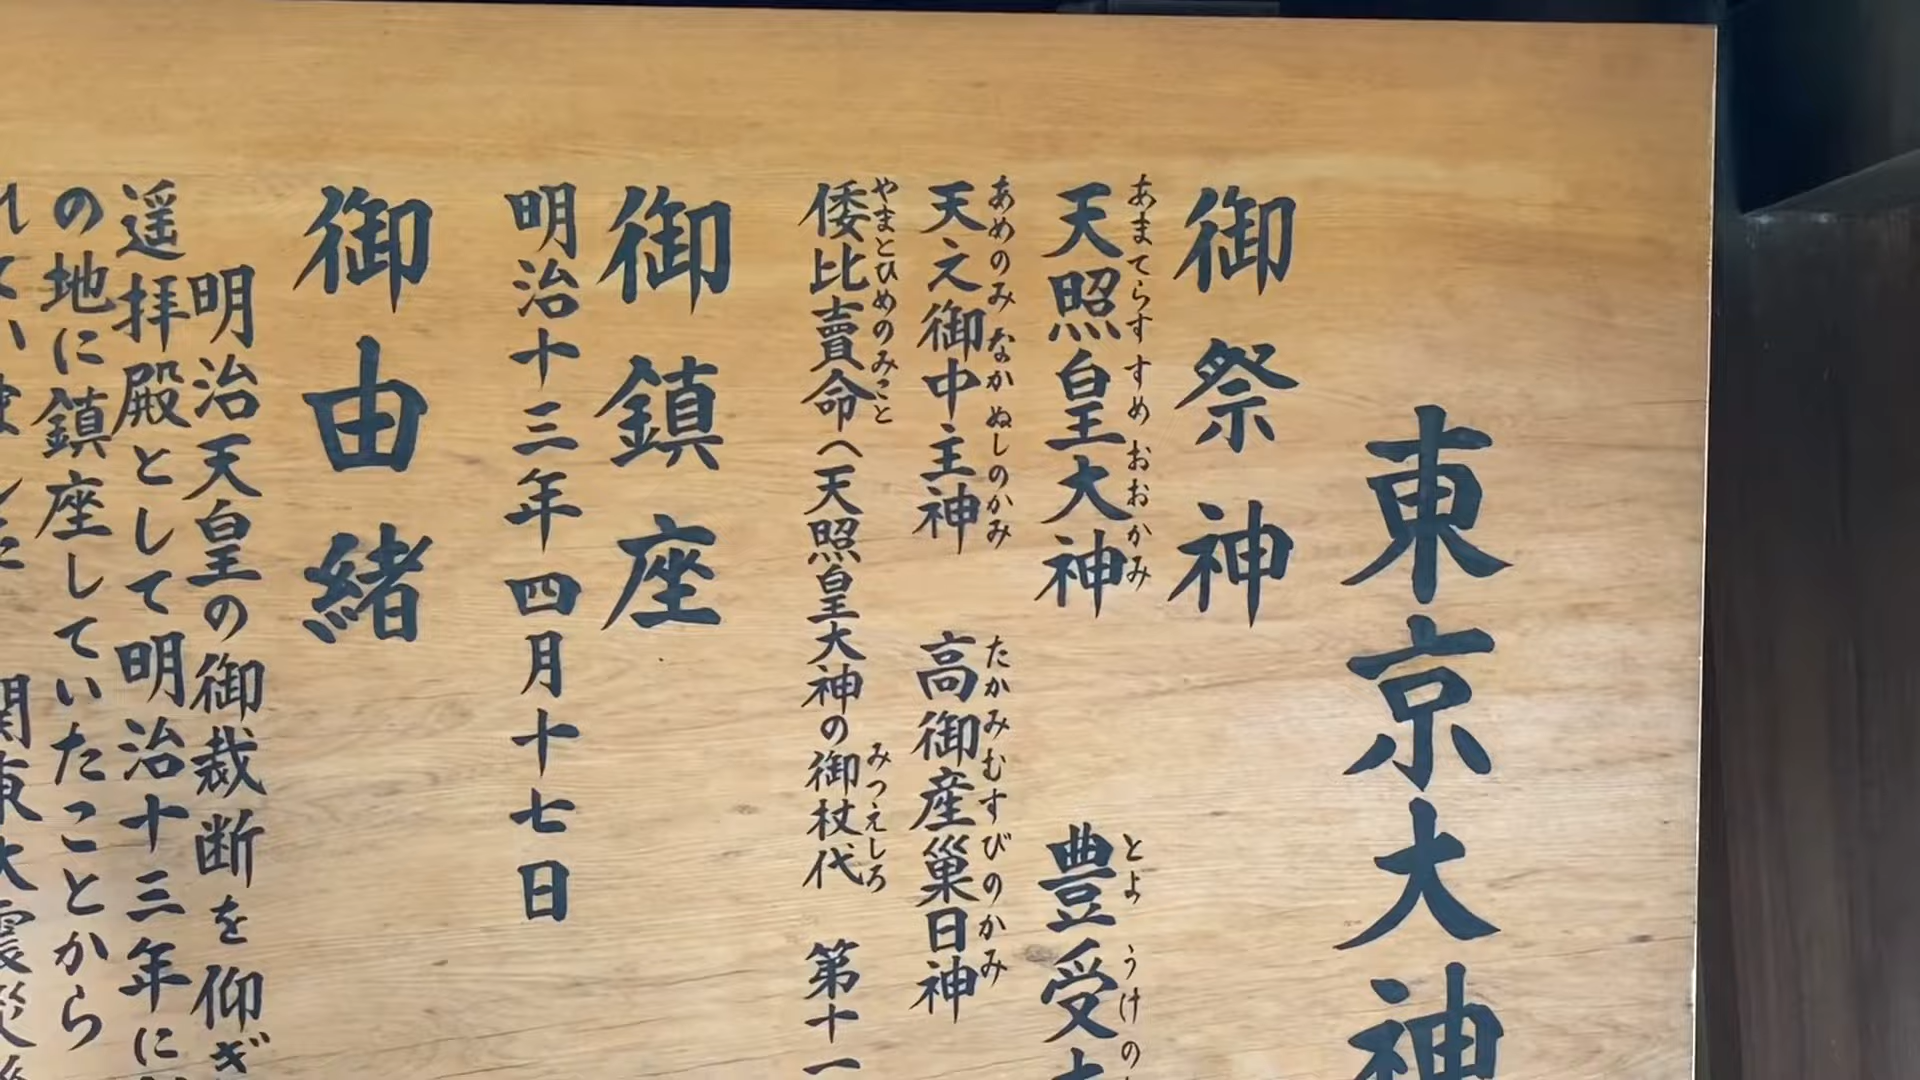 東京大神
御祭神
あまてらすすめおおかみ
天照皇大神
とようけの
豊受
あめのみなかぬしのかみ
天之御中主神
たかみむすびのかみ
高御産巣日神
やまとひめのみこと
倭比賣命へ天照皇大神の御杖代 第十一
みつえしろ
御鎮座
明治十三年四月十七日
御由緒
明治天皇の御裁断を仰ぎ
遥拝殿として明治十三年に
の地に鎮座していたことから
関東大震災